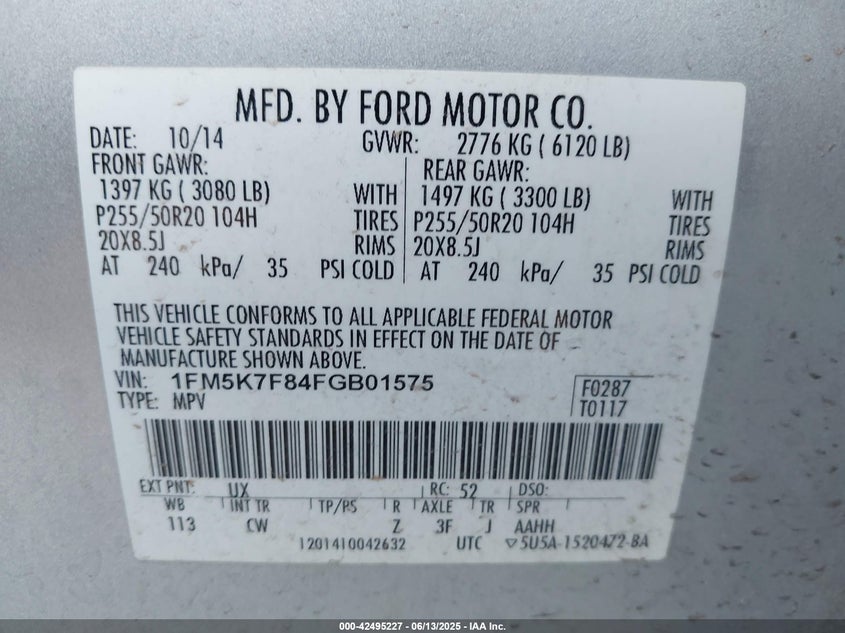 MFD. BY FORD MOTOR CO.
DATE: 10/14 GVWR: 2776 KG ( 6120 LB)
FRONT GAWR: REAR GAWR:
1397 KG ( 3080 LB) WITH 1497 KG ( 3300 LB) WITH
P255/50R20 104H TIRES P255/50R20 104H TIRES
20X8.5J RIMS 20X8.5J RIMS
AT 240 kPa/ 35 PSI COLD AT 240 kPa/ 35 PSI COLD
THIS VEHICLE CONFORMS TO ALL APPLICABLE FEDERAL MOTOR
VEHICLE SAFETY STANDARDS IN EFFECT ON THE DATE OF
MANUFACTURE SHOWN ABOVE.
VIN: 1FM5K7F84FGB01575 F0287
TYPE: MPV T0117
EXT PNT: UX RC: 52 DSO:
WB INT TR TP/PS R AXLE TR SPR
113 CW Z 3F J AAHH
1201410042632 UTC ▽5U5A-1520472-BA
000-42495227 - 06/13/2025 - IAA Inc.